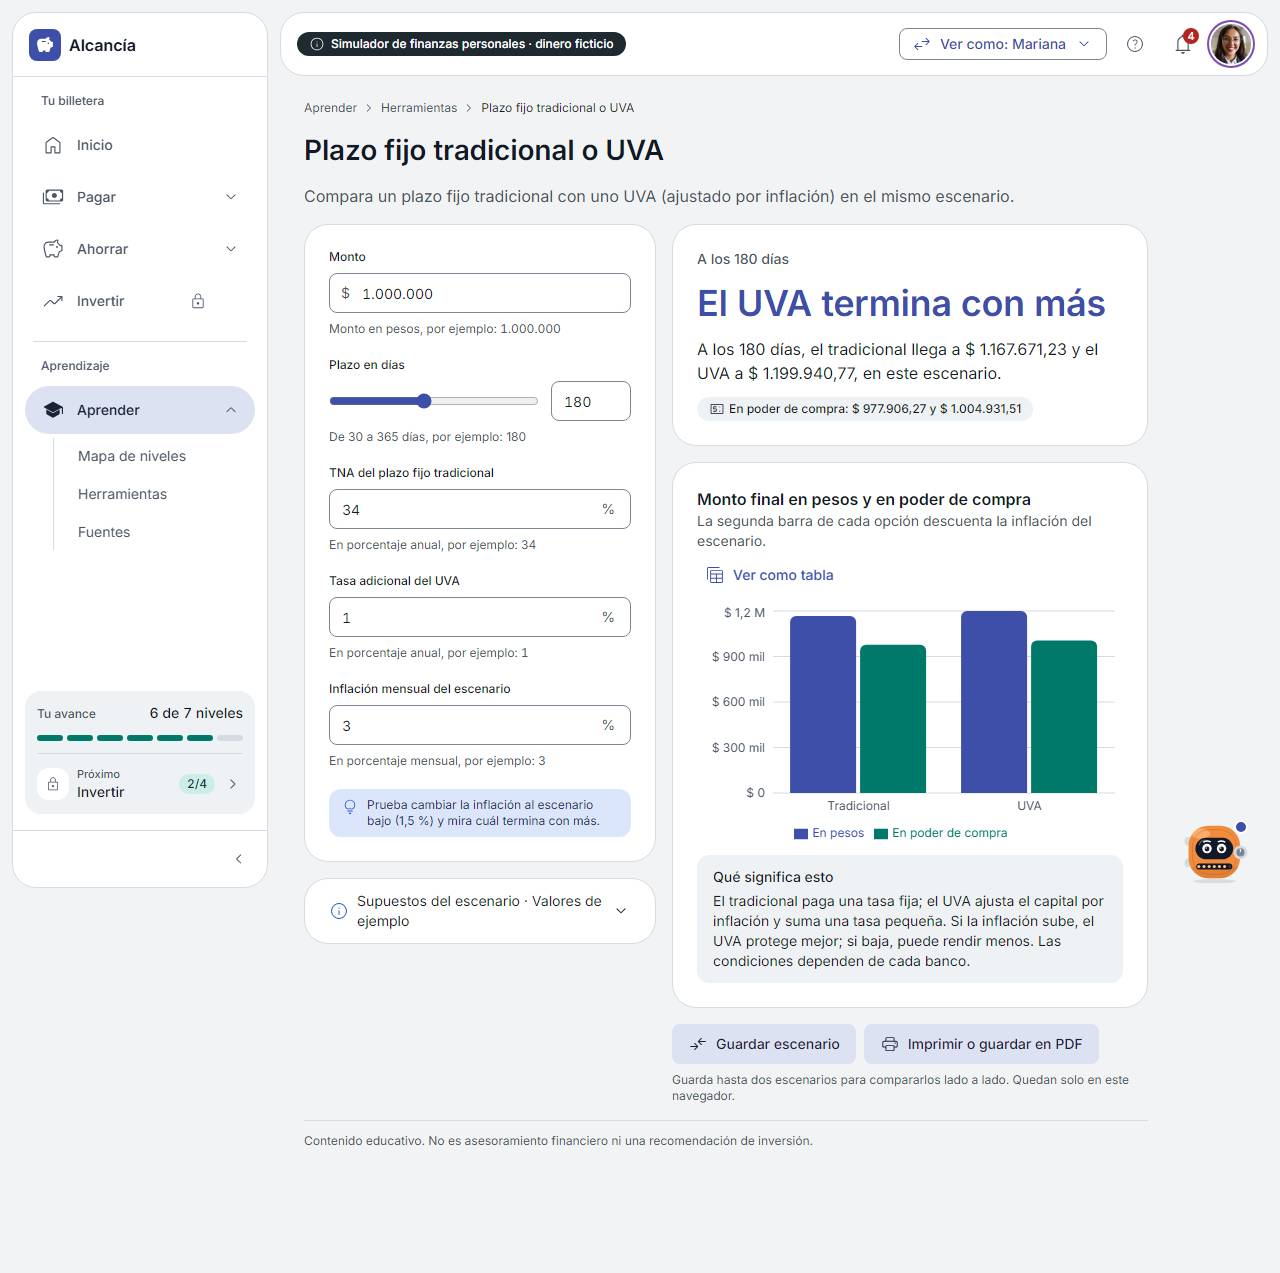 Alcancía
Tu billetera
Inicio
Pagar
Ahorrar
Invertir
Aprendizaje
Aprender
Mapa de niveles
Herramientas
Fuentes
Tu avance
6 de 7 niveles
Próximo
Invertir
2/4
Simulador de finanzas personales · dinero ficticio
Ver como: Mariana
4
Aprender > Herramientas > Plazo fijo tradicional o UVA
Plazo fijo tradicional o UVA
Compara un plazo fijo tradicional con uno UVA (ajustado por inflación) en el mismo escenario.
Monto
$ 1.000.000
Monto en pesos, por ejemplo: 1.000.000
Plazo en días
180
De 30 a 365 días, por ejemplo: 180
TNA del plazo fijo tradicional
34 %
En porcentaje anual, por ejemplo: 34
Tasa adicional del UVA
1 %
En porcentaje anual, por ejemplo: 1
Inflación mensual del escenario
3 %
En porcentaje mensual, por ejemplo: 3
Prueba cambiar la inflación al escenario
bajo (1,5 %) y mira cuál termina con más.
Supuestos del escenario · Valores de
ejemplo
A los 180 días
El UVA termina con más
A los 180 días, el tradicional llega a $ 1.167.671,23 y el
UVA a $ 1.199.940,77, en este escenario.
En poder de compra: $ 977.906,27 y $ 1.004.931,51
Monto final en pesos y en poder de compra
La segunda barra de cada opción descuenta la inflación del
escenario.
Ver como tabla
$ 1,2 M
$ 900 mil
$ 600 mil
$ 300 mil
$ 0
Tradicional
UVA
En pesos
En poder de compra
Qué significa esto
El tradicional paga una tasa fija; el UVA ajusta el capital por
inflación y suma una tasa pequeña. Si la inflación sube, el
UVA protege mejor; si baja, puede rendir menos. Las
condiciones dependen de cada banco.
Guardar escenario
Imprimir o guardar en PDF
Guarda hasta dos escenarios para compararlos lado a lado. Quedan solo en este
navegador.
Contenido educativo. No es asesoramiento financiero ni una recomendación de inversión.